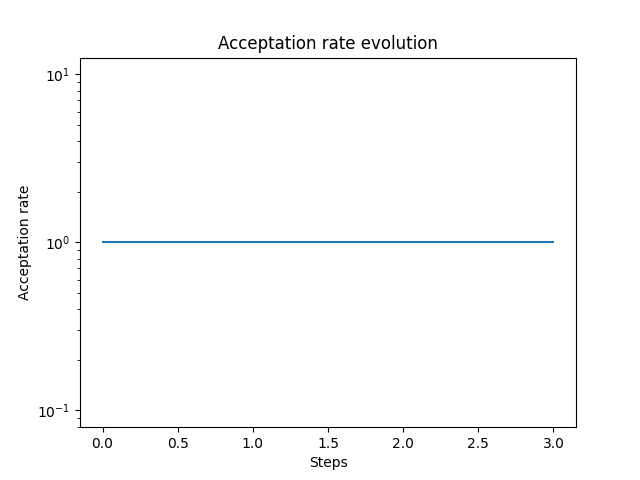 Acceptation rate evolution
10¹
10⁰
10⁻¹
Acceptation rate
0.0 0.5 1.0 1.5 2.0 2.5 3.0
Steps